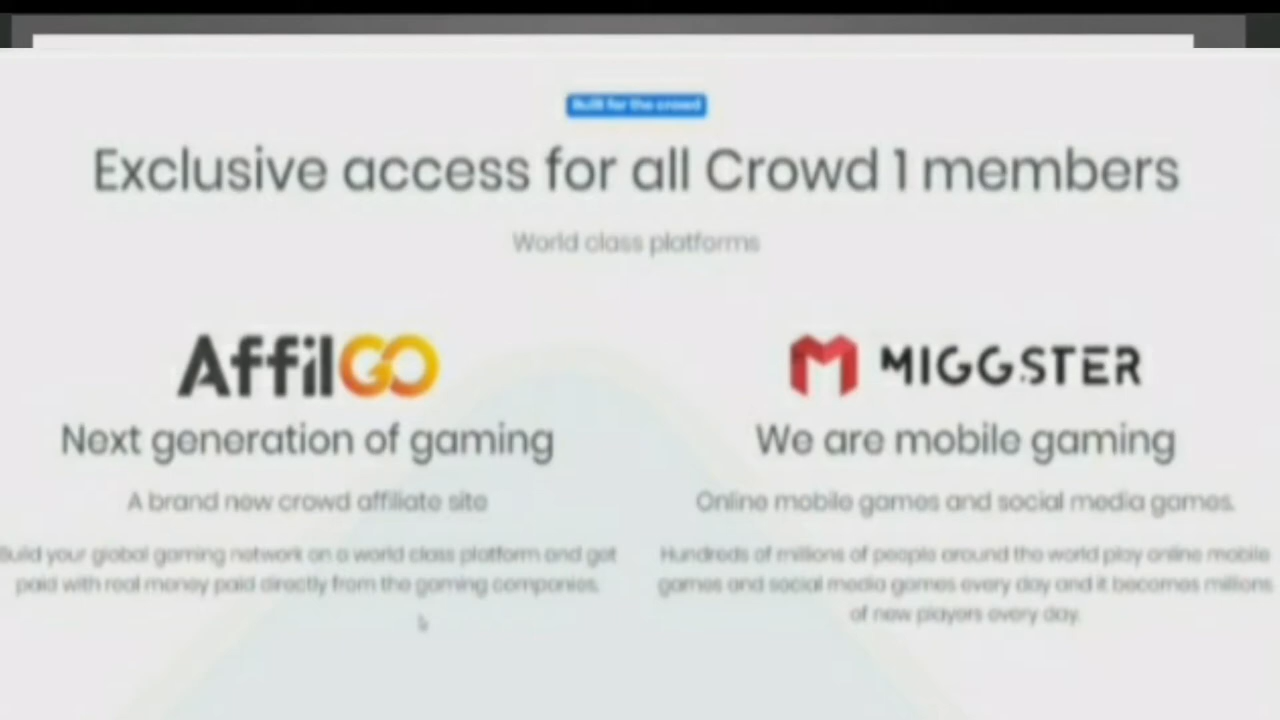 Built for the crowd
Exclusive access for all Crowd 1 members
World class platforms
AffilGO
Next generation of gaming
A brand new crowd affiliate site
Build your global gaming network on a world class platform and get
paid with real money paid directly from the gaming companies.
MIGGSTER
We are mobile gaming
Online mobile games and social media games.
Hundreds of millions of people around the world play online mobile
games and social media games every day and it becomes millions
of new players every day.